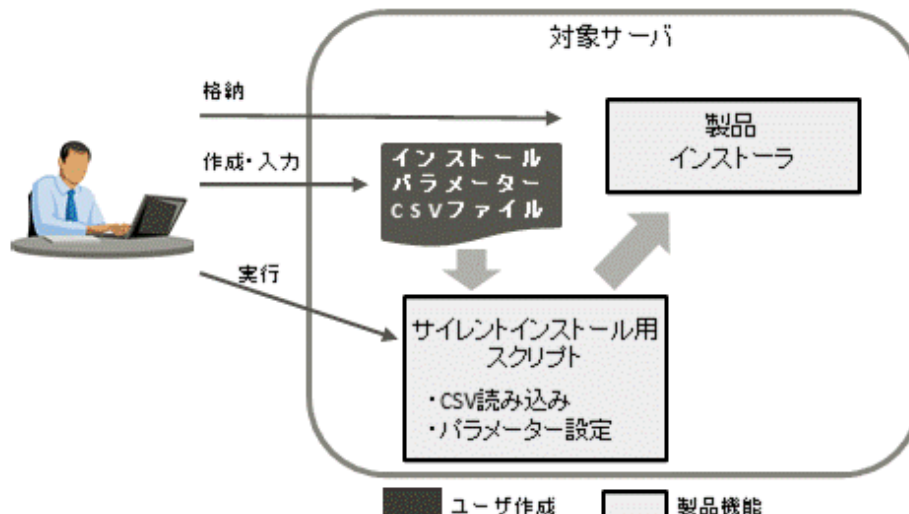 対象サーバ
格納
製品
インストーラ
作成・入力
インストール
パラメーター
CSVファイル
実行
サイレントインストール用
スクリプト
・CSV読み込み
・パラメーター設定
ユーザ作成
製品機能